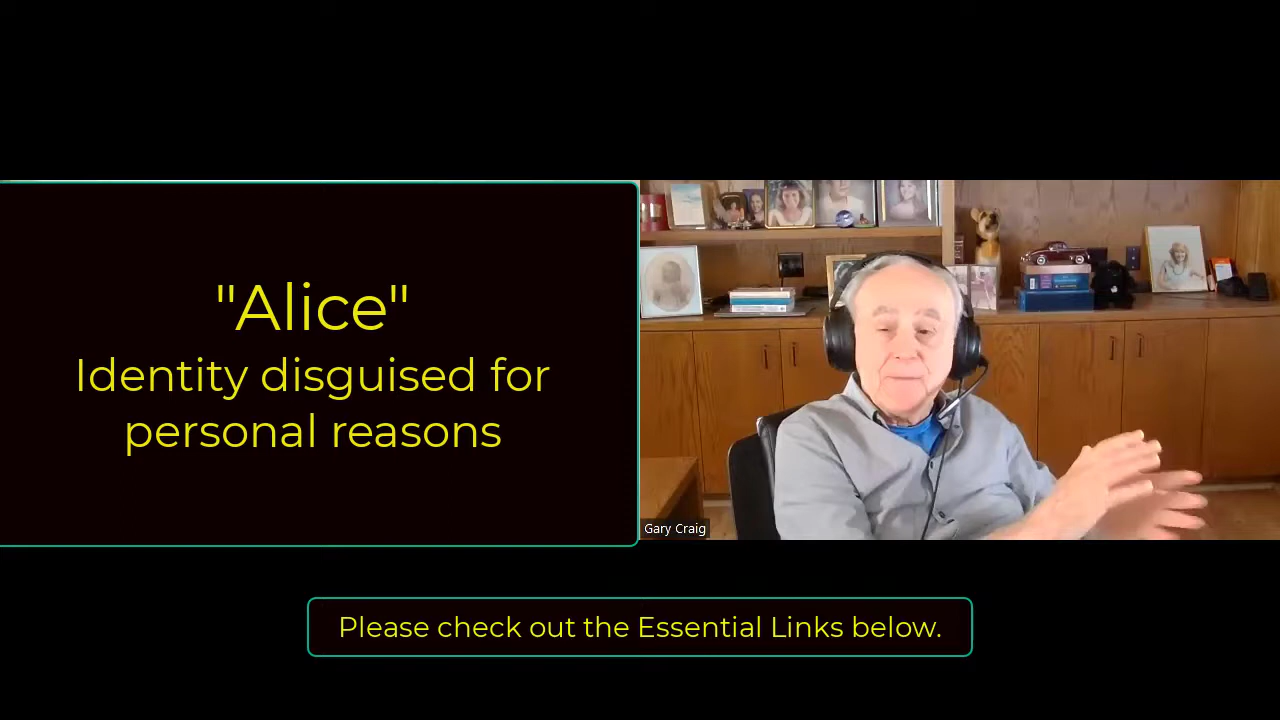 "Alice"
Identity disguised for
personal reasons
Gary Craig
Please check out the Essential Links below.